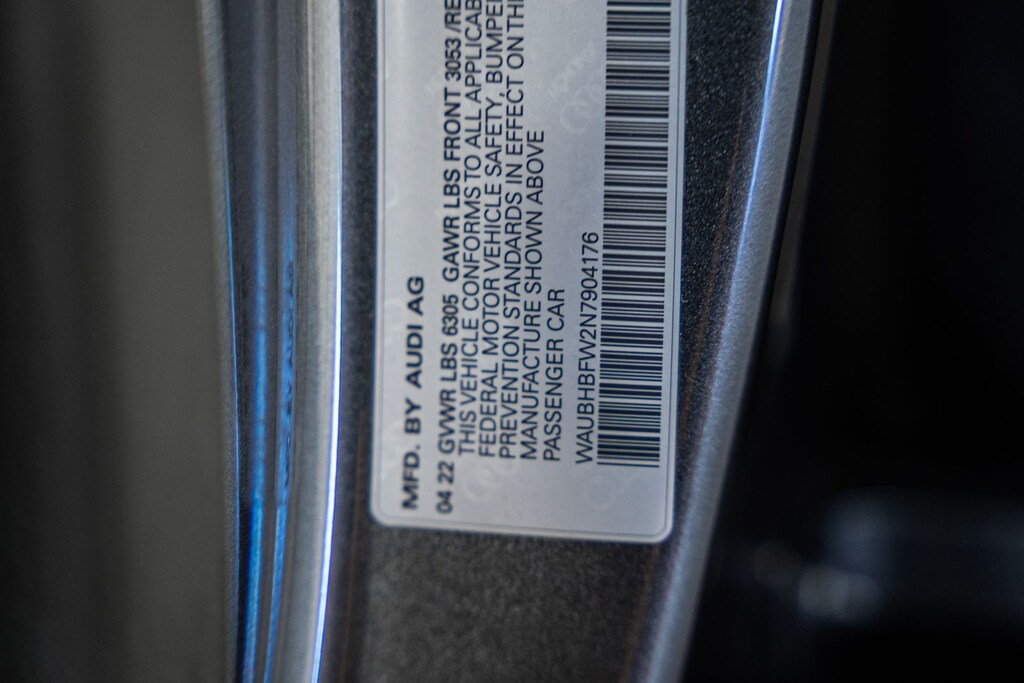 MFD. BY AUDI AG
04 22 GVWR LBS 6305 GAWR LBS FRONT 3053 /RE
THIS VEHICLE CONFORMS TO ALL APPLICAB
FEDERAL MOTOR VEHICLE SAFETY, BUMPE
PREVENTION STANDARDS IN EFFECT ON TH
MANUFACTURE SHOWN ABOVE
PASSENGER CAR
WAUBHBFW2N7904176